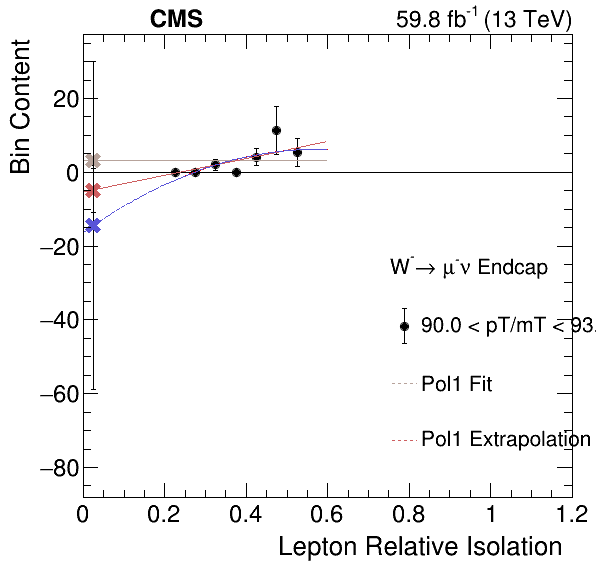 CMS 59.8 fb⁻¹ (13 TeV)
Bin Content
20
0
−20
−40
−60
−80
W⁻→ μ⁻ν Endcap
90.0 < pT/mT < 93.
Pol1 Fit
Pol1 Extrapolation
0 0.2 0.4 0.6 0.8 1 1.2
Lepton Relative Isolation